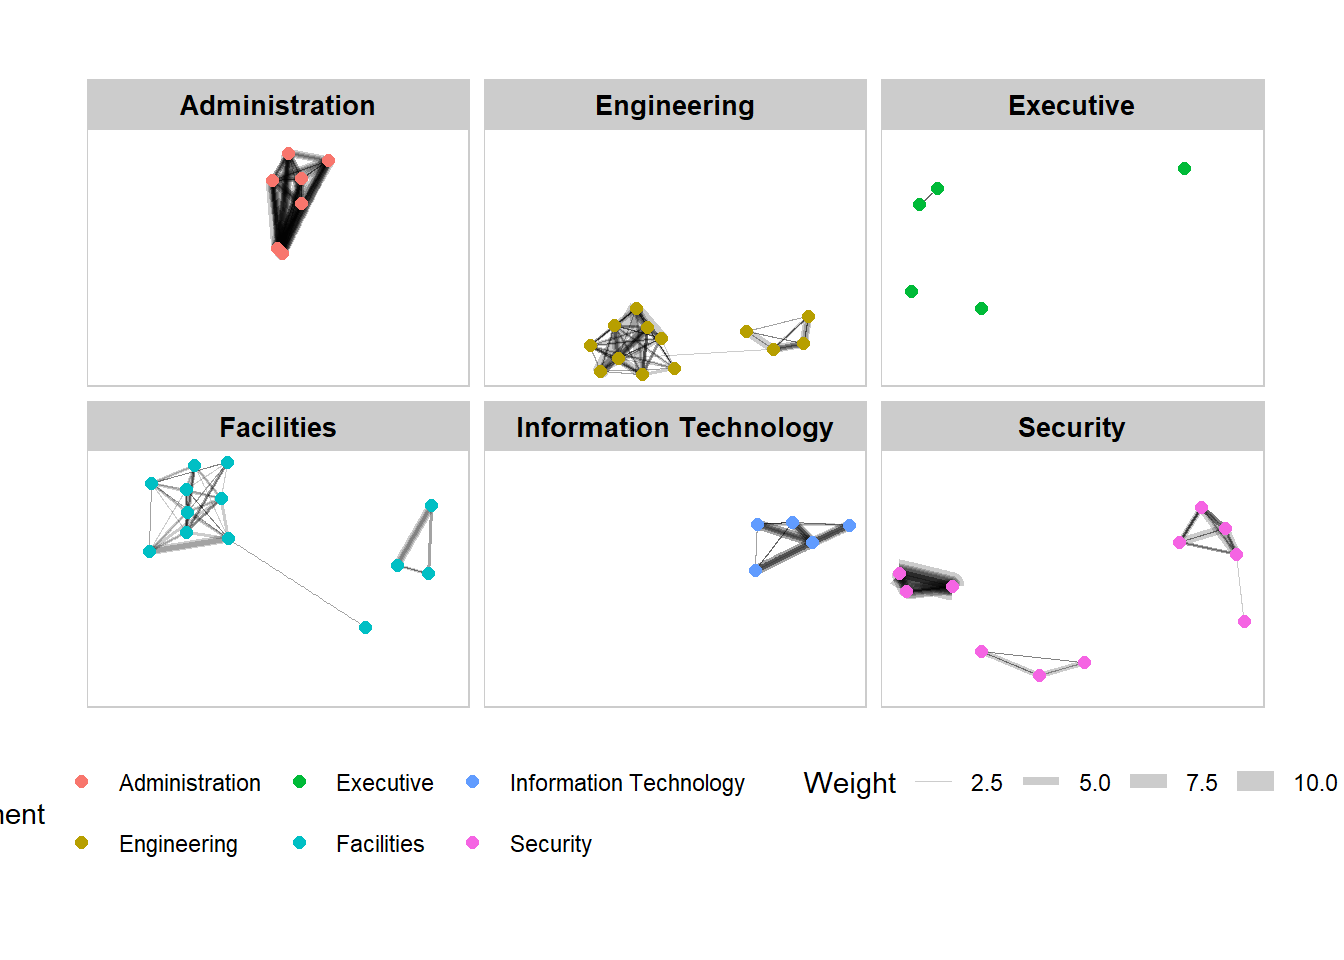 Administration
Engineering
Executive
Facilities
Information Technology
Security
Administration
Executive
Information Technology
Weight
2.5
5.0
7.5
10.0
Engineering
Facilities
Security